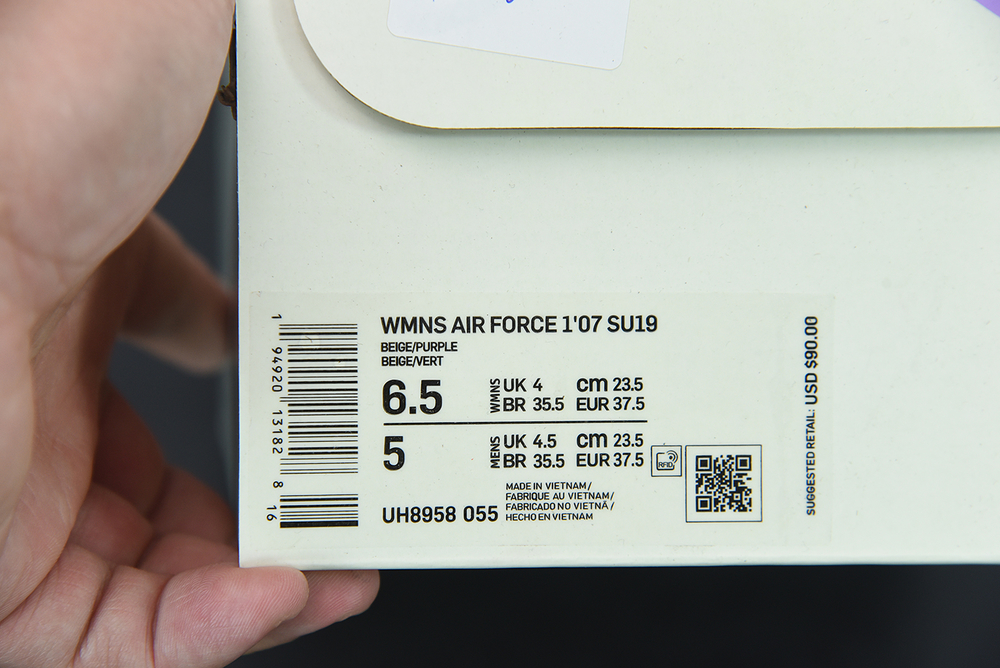 WMNS AIR FORCE 1'07 SU19
BEIGE/PURPLE
BEIGE/VERT
6.5
WMNS
UK 4 cm 23.5
BR 35.5 EUR 37.5
5
MENS
UK 4.5 cm 23.5
BR 35.5 EUR 37.5
RFID
UH8958 055
MADE IN VIETNAM/
FABRIQUE AU VIETNAM/
FABRICADO NO VIETNÃ/
HECHO EN VIETNAM
1 94920 13182 8 16
SUGGESTED RETAIL: USD $90.00